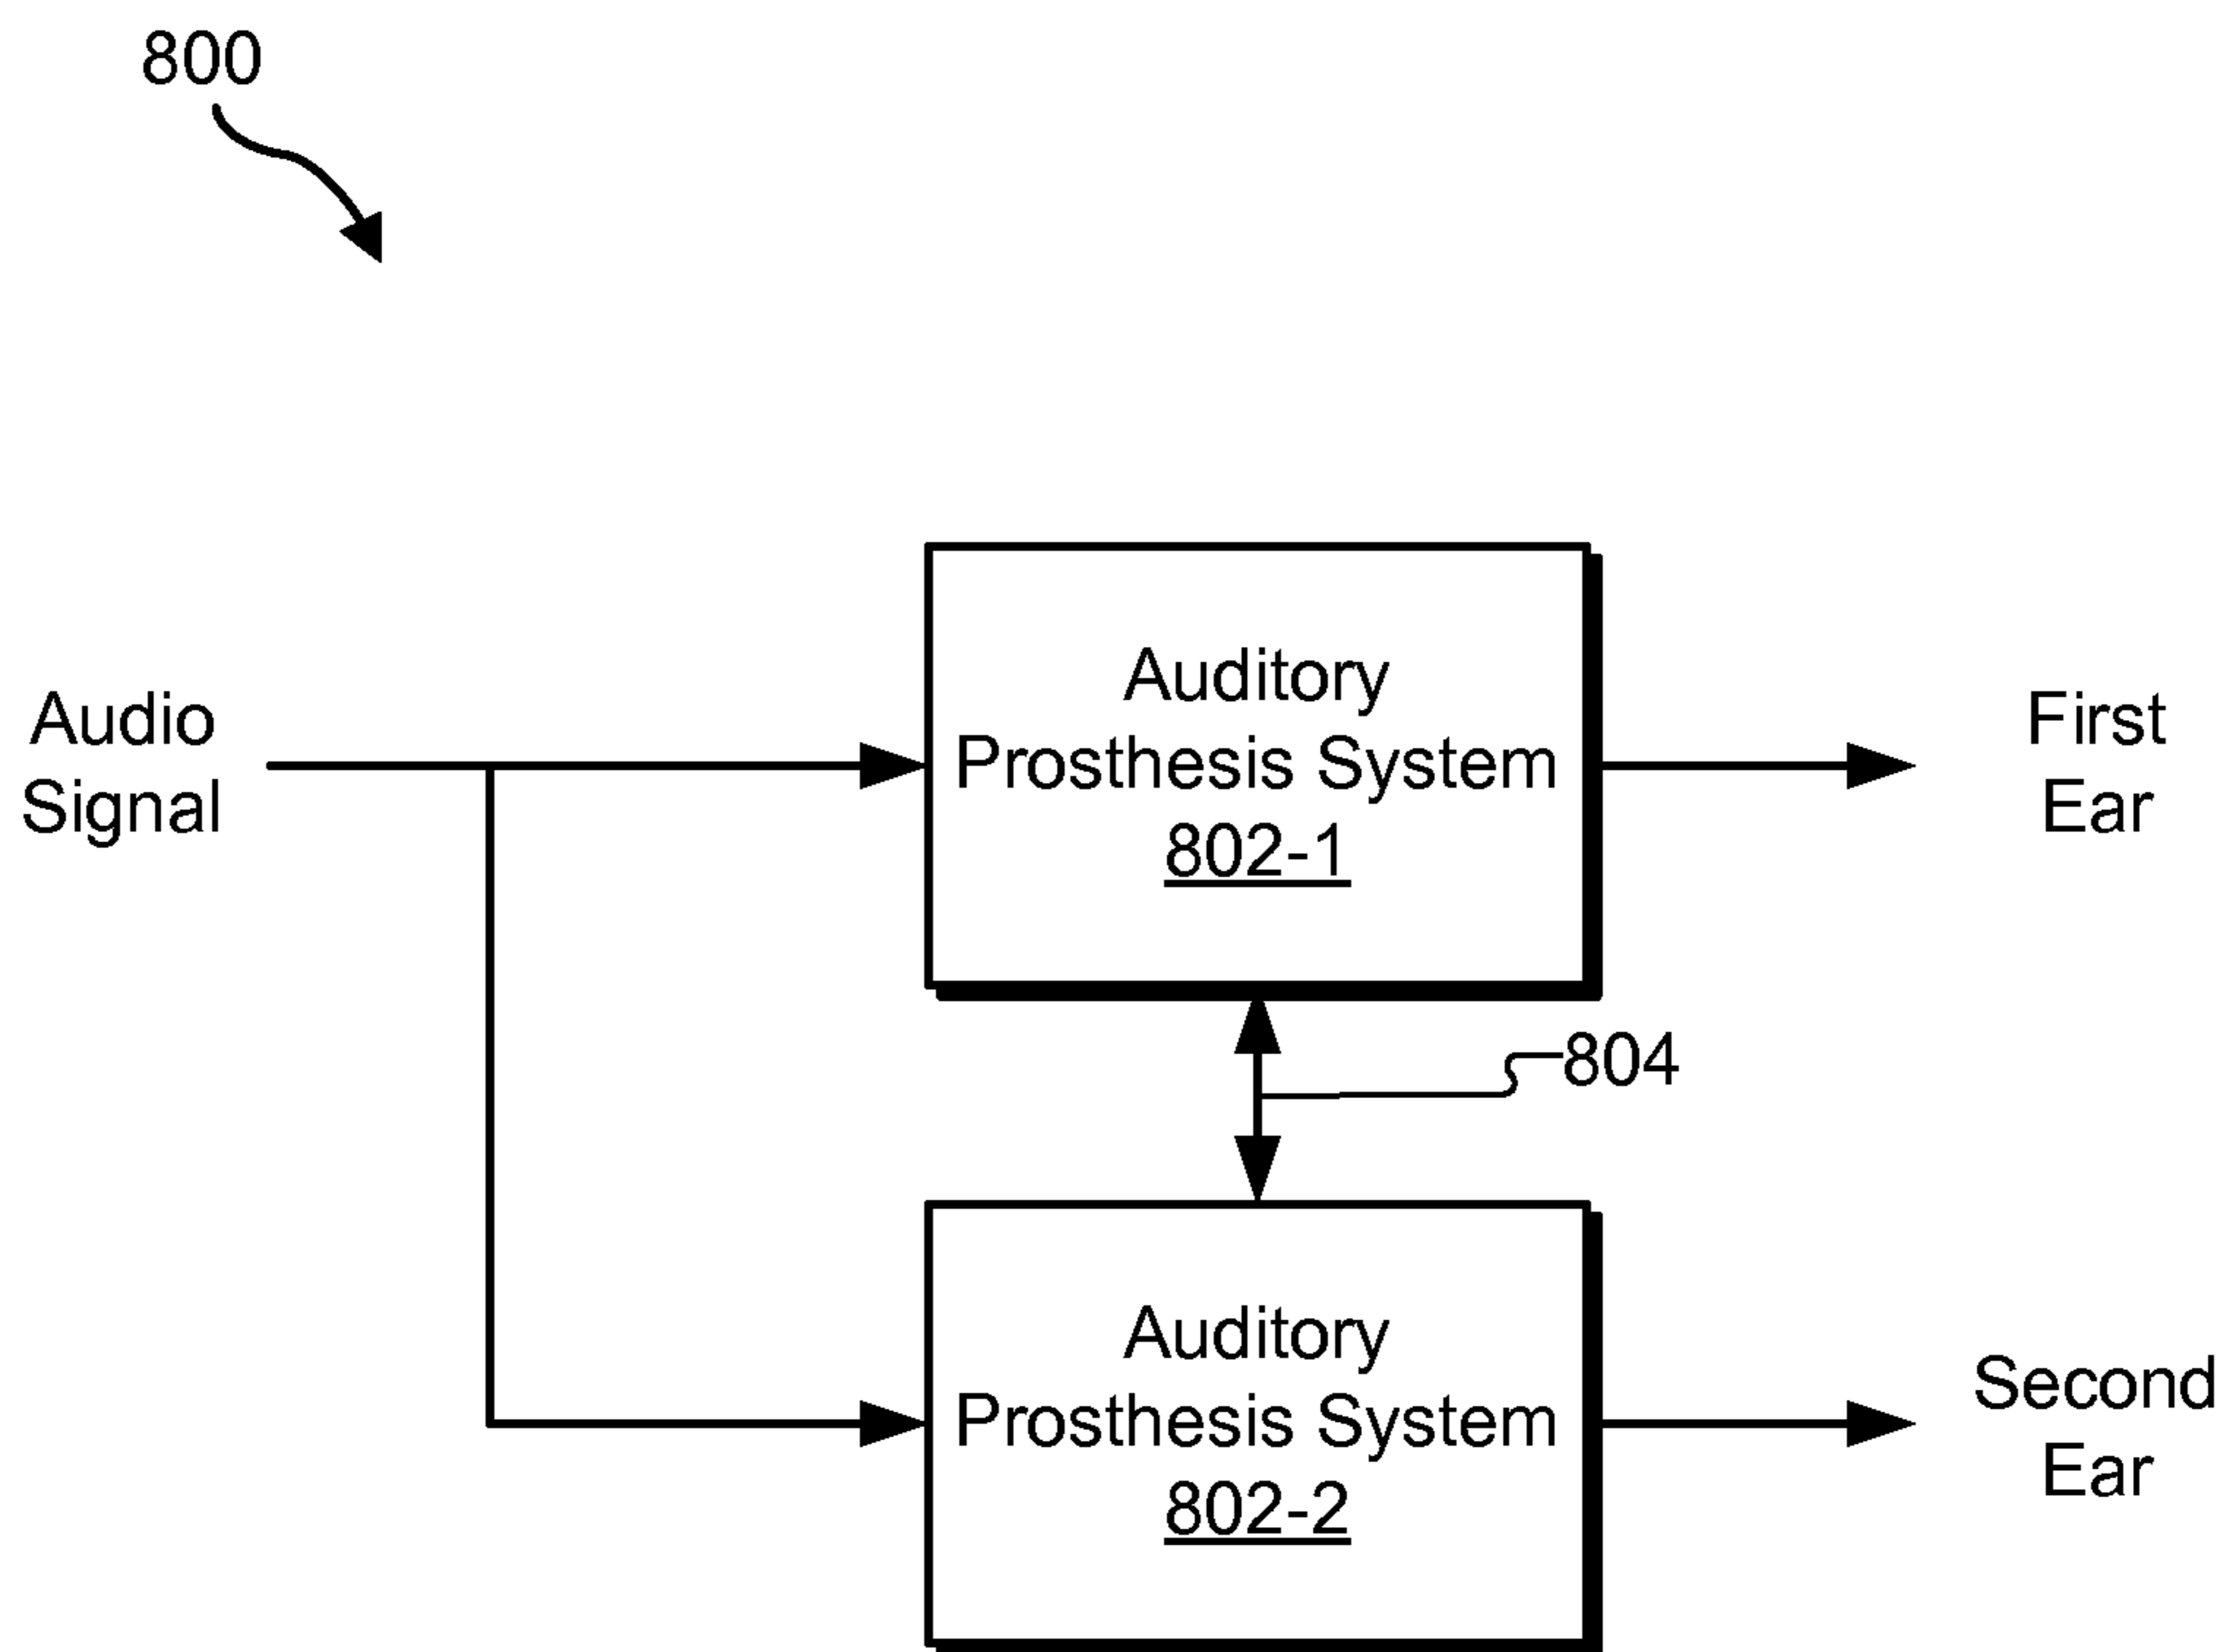 800
Audio
Signal
Auditory
Prosthesis System
802-1
First
Ear
804
Auditory
Prosthesis System
802-2
Second
Ear